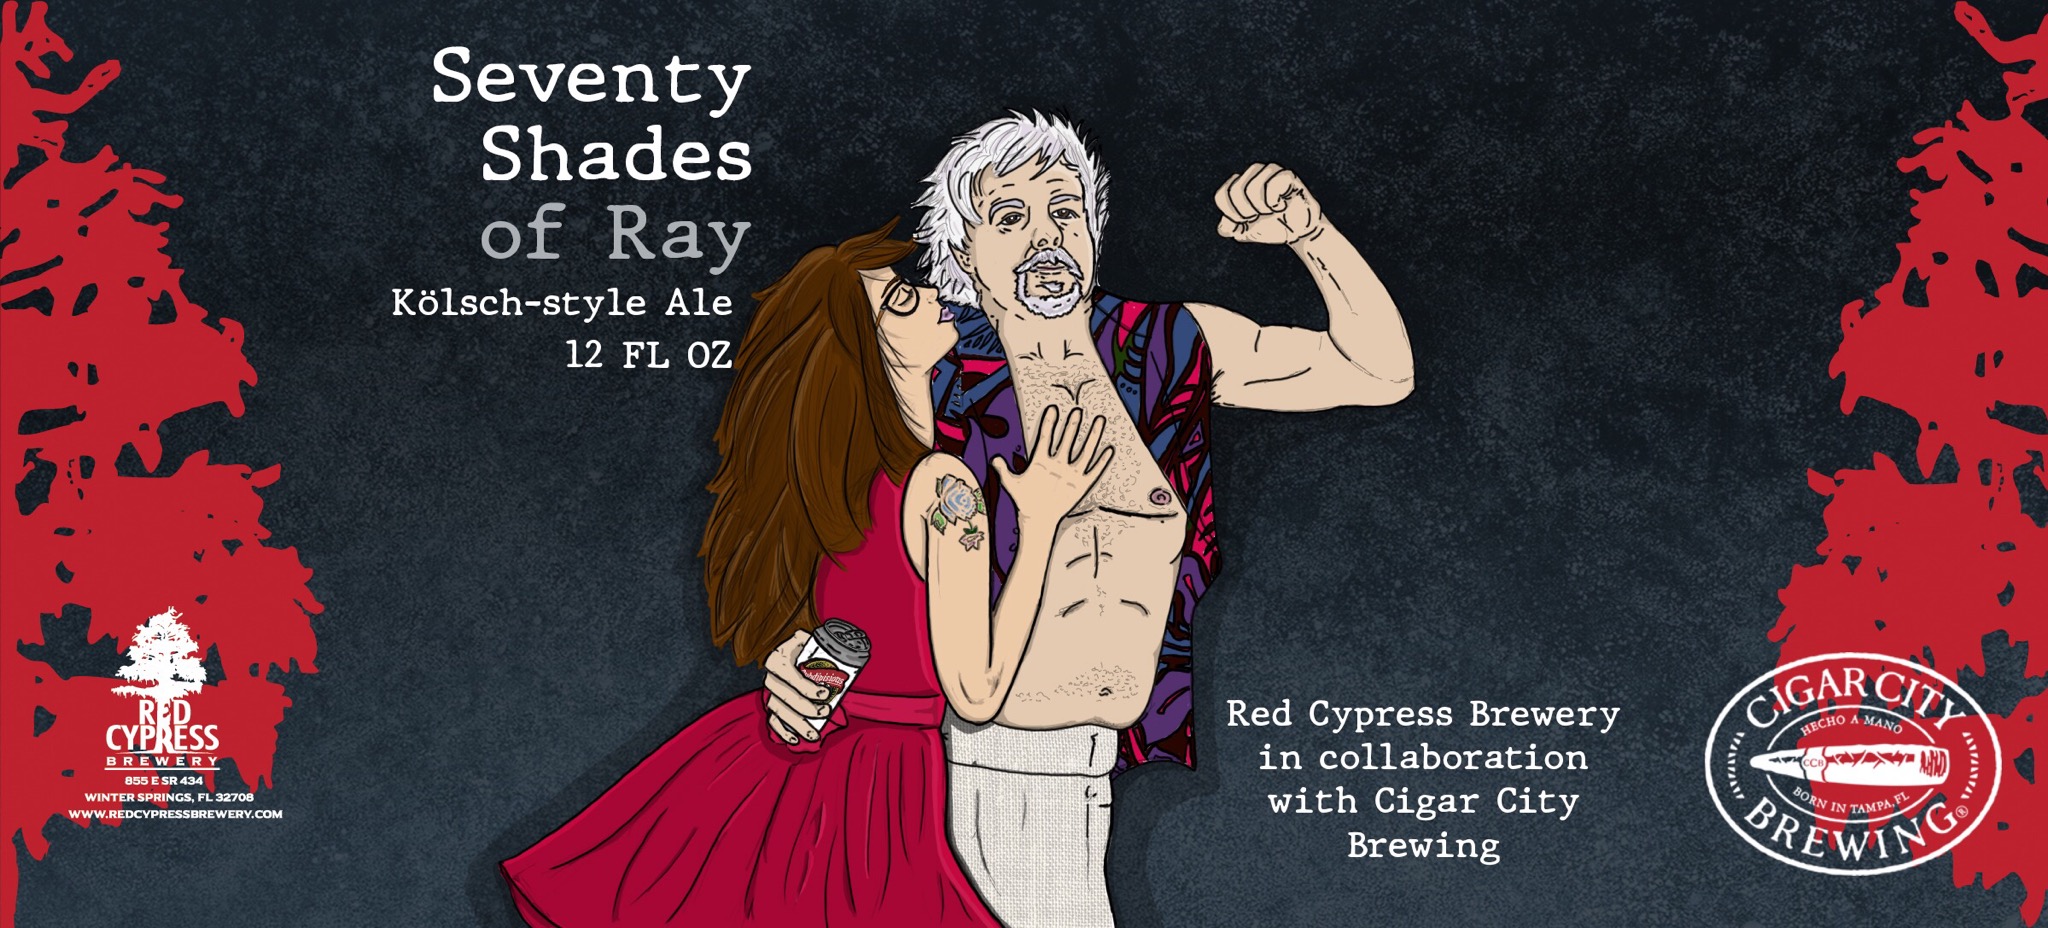 Seventy
Shades
of Ray
Kölsch-style Ale
12 FL OZ
RED
CYPRESS
BREWERY
855 E SR 434
WINTER SPRINGS, FL 32708
WWW.REDCYPRESSBREWERY.COM
Red Cypress Brewery
in collaboration
with Cigar City
Brewing
CIGAR CITY
HECHO A MANO
CCB
BORN IN TAMPA, FL
BREWING®